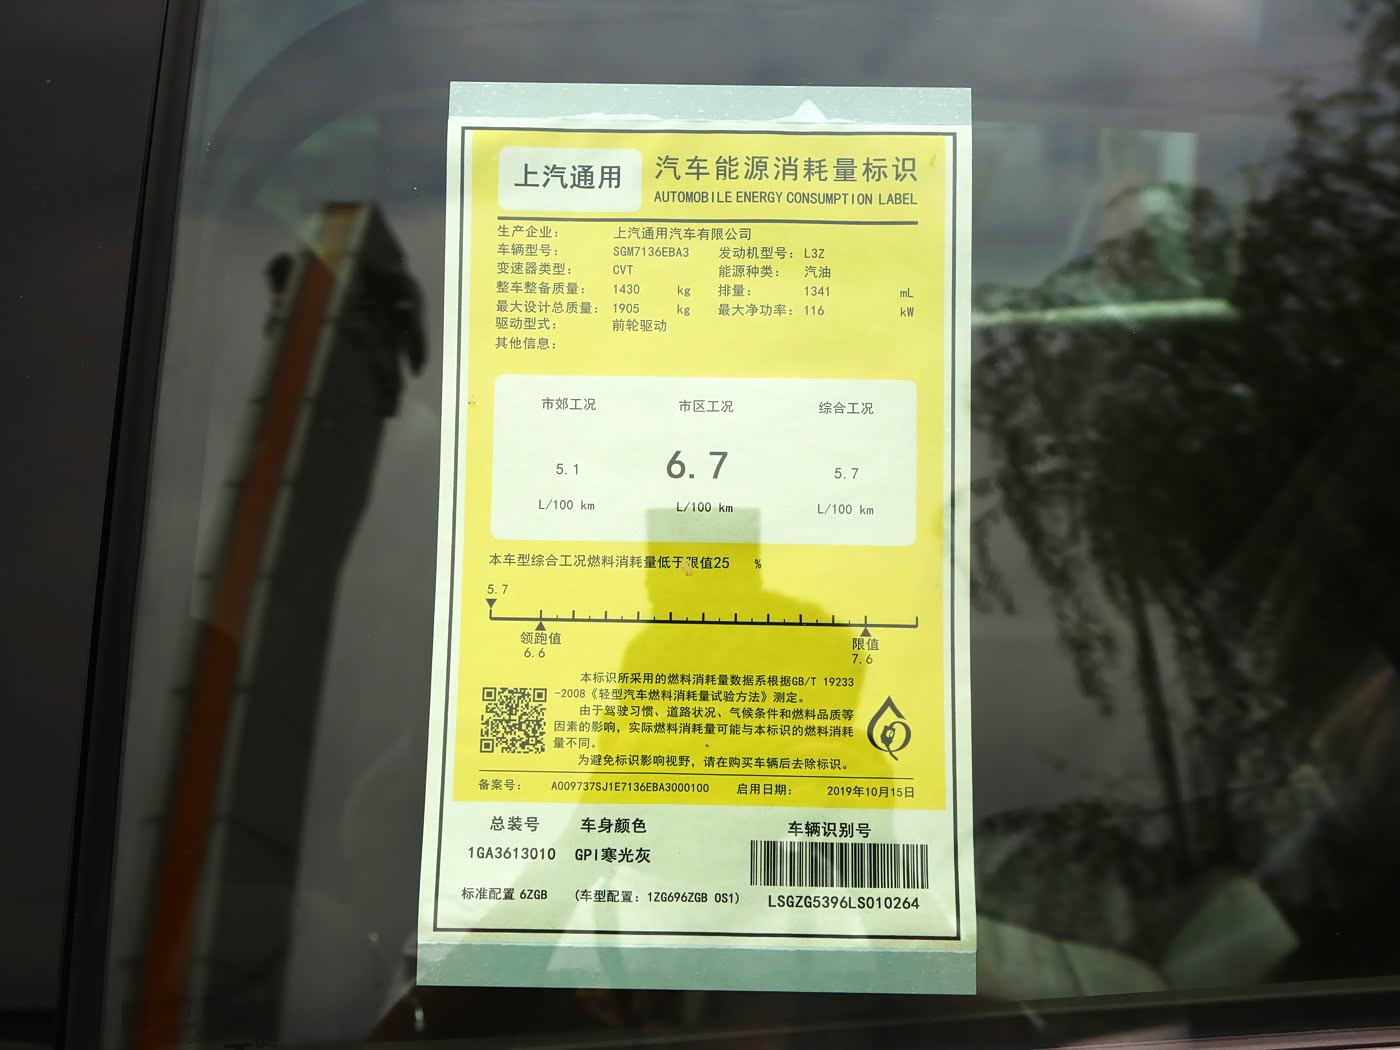 上汽通用
汽车能源消耗量标识
AUTOMOBILE ENERGY CONSUMPTION LABEL
生产企业： 上汽通用汽车有限公司
车辆型号： SGM7136EBA3 发动机型号： L3Z
变速器类型： CVT 能源种类： 汽油
整车整备质量： 1430 kg 排量： 1341 mL
最大设计总质量： 1905 kg 最大净功率： 116 kW
驱动型式： 前轮驱动
其他信息：
市郊工况 市区工况 综合工况
5.1 6.7 5.7
L/100 km L/100 km L/100 km
本车型综合工况燃料消耗量低于限值25 %
5.7
领跑值 限值
6.6 7.6
本标识所采用的燃料消耗量数据系根据GB/T 19233
-2008《轻型汽车燃料消耗量试验方法》测定。
由于驾驶习惯、道路状况、气候条件和燃料品质等
因素的影响，实际燃料消耗量可能与本标识的燃料消耗
量不同。
为避免标识影响视野，请在购买车辆后去除标识。
备案号： A009737SJ1E7136EBA3000100 启用日期： 2019年10月15日
总装号 车身颜色 车辆识别号
1GA3613010 GPI寒光灰
标准配置 6ZGB (车型配置：1ZG696ZGB 0S1) LSGZG5396LS010264